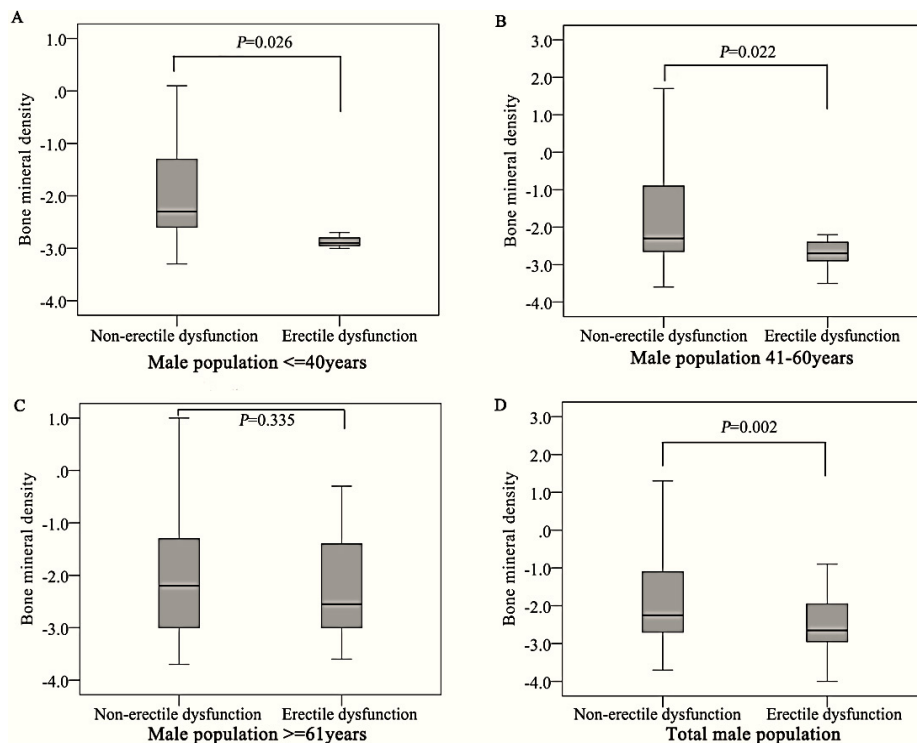 A
1.0
.0
-1.0
-2.0
-3.0
-4.0
Bone mineral density
P=0.026
Non-erectile dysfunction Erectile dysfunction
Male population <=40years
B
3.0
2.0
1.0
.0
-1.0
-2.0
-3.0
-4.0
Bone mineral density
P=0.022
Non-erectile dysfunction Erectile dysfunction
Male population 41-60years
C
1.0
.0
-1.0
-2.0
-3.0
-4.0
Bone mineral density
P=0.335
Non-erectile dysfunction Erectile dysfunction
Male population >=61years
D
3.0
2.0
1.0
.0
-1.0
-2.0
-3.0
-4.0
Bone mineral density
P=0.002
Non-erectile dysfunction Erectile dysfunction
Total male population